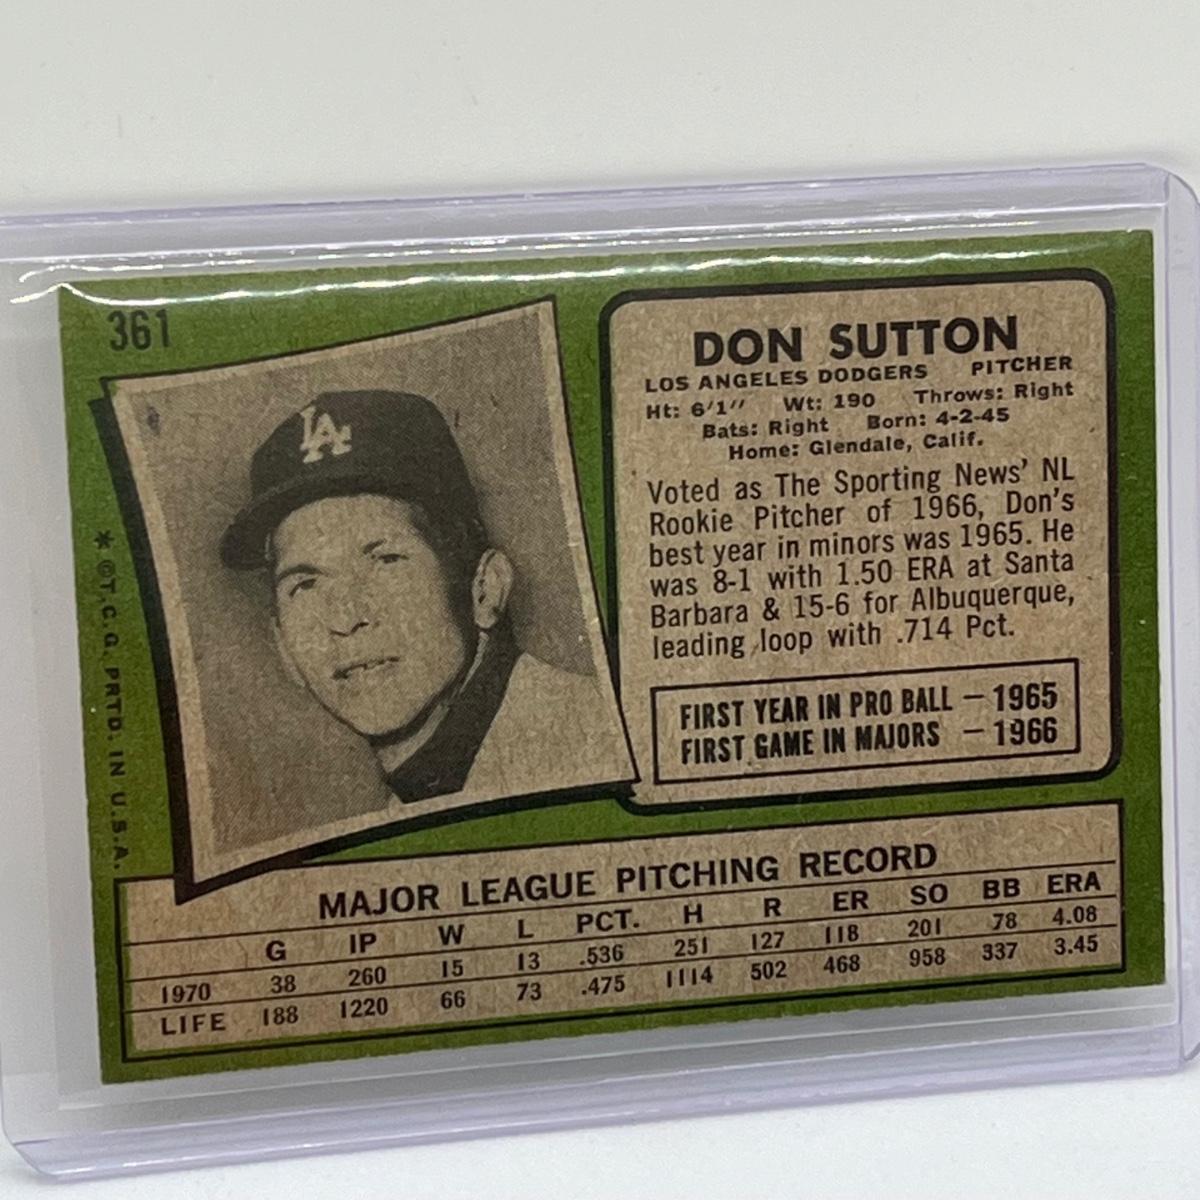 361
LA
* ©T.C.G. PRTD. IN U.S.A.
DON SUTTON
LOS ANGELES DODGERS PITCHER
Ht: 6'1" Wt: 190 Throws: Right
Bats: Right Born: 4-2-45
Home: Glendale, Calif.
Voted as The Sporting News' NL
Rookie Pitcher of 1966, Don's
best year in minors was 1965. He
was 8-1 with 1.50 ERA at Santa
Barbara & 15-6 for Albuquerque,
leading loop with .714 Pct.
FIRST YEAR IN PRO BALL — 1965
FIRST GAME IN MAJORS — 1966
MAJOR LEAGUE PITCHING RECORD
G IP W L PCT. H R ER SO BB ERA
1970 38 260 15 13 .536 251 127 118 201 78 4.08
LIFE 188 1220 66 73 .475 1114 502 468 958 337 3.45